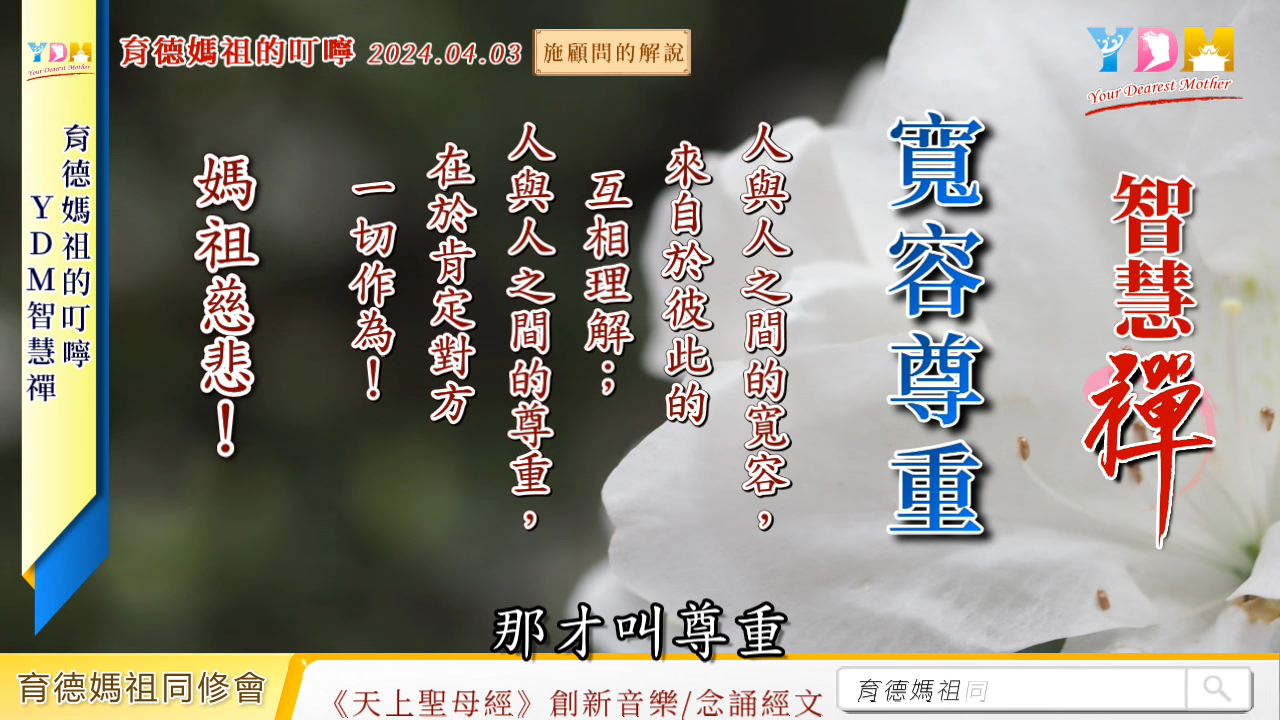 YDM
Your Dearest Mother
育德媽祖的叮嚀
YDM智慧禪
育德媽祖的叮嚀 2024.04.03
施顧問的解說
YDM
Your Dearest Mother
智慧禪
寬容尊重
人與人之間的寬容，
來自於彼此的
互相理解；
人與人之間的尊重，
在於肯定對方
一切作為！
媽祖慈悲！
那才叫尊重
育德媽祖同修會
《天上聖母經》創新音樂/念誦經文
育德媽祖同